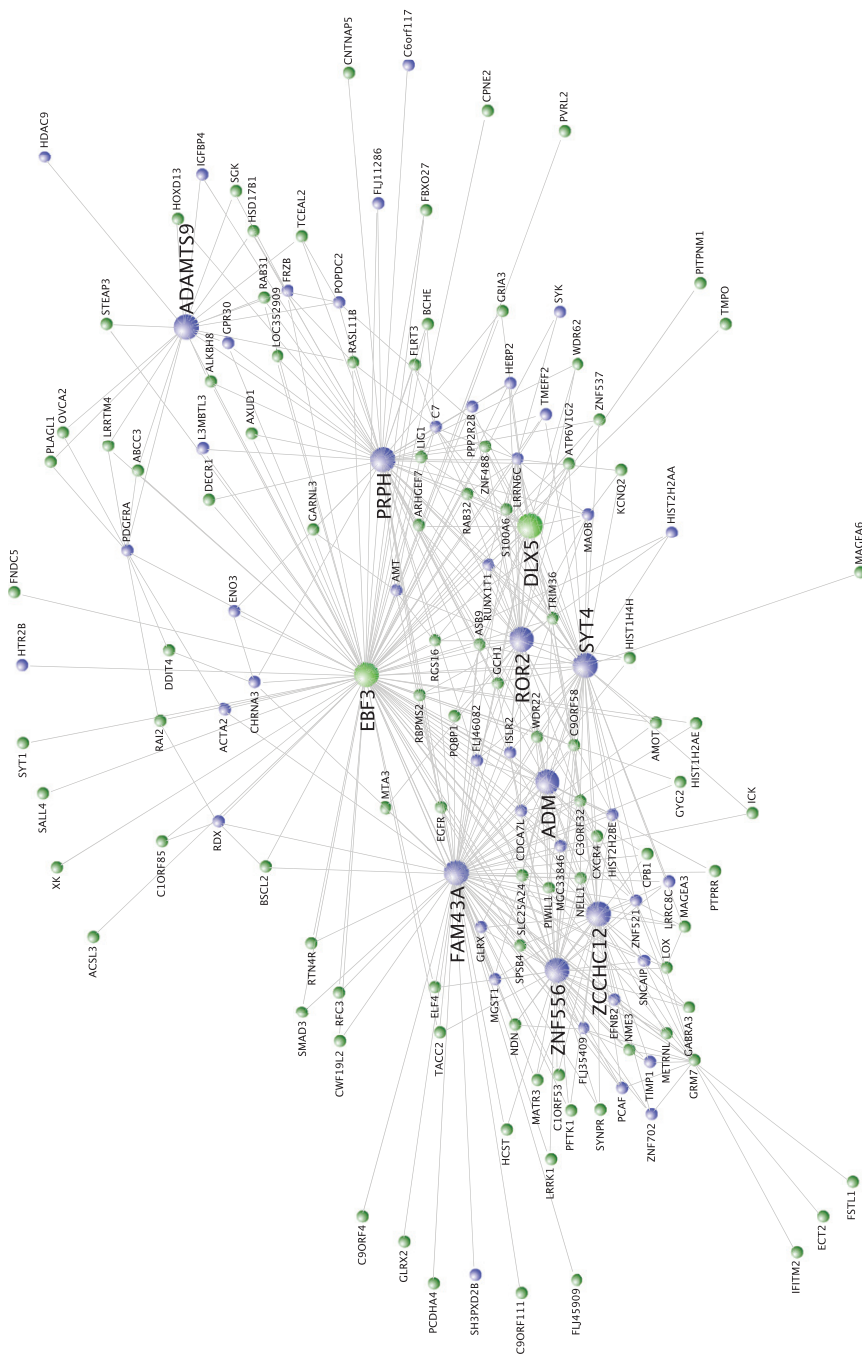 CNTNAP5
C6orf117
CPNE2
PVRL2
HDAC9
IGFBP4
SGK
HOXD13
HSD17B1
TCEAL2
FLJ11286
FBXO27
ADAMTS9
RAB31
FRZB
POPDC2
PITPNM1
TMPO
STEAP3
GPR30
LOC352909
RASL11B
BCHE
GRIA3
SYK
ALKBH8
FLRT3
HEBP2
WDR62
OVCA2
PLAGL1
LRRTM4
ABCC3
L3MBTL3
AXUD1
C7
PPP2R2B
TMEFF2
ZNF537
DECR1
PRPH
LIG1
ZNF488
LRRN6C
ATP6V1G2
KCNQ2
GARNL3
ARHGEF7
RAB32
S100A6
DLX5
MAOB
HIST2H2AA
PDGFRA
FNDC5
MAGEA6
HTR2B
ENO3
AMT
RUNX1T1
TRIM36
DDIT4
CHRNA3
EBF3
RGS16
ASB9
GCH1
ROR2
SYT4
HIST1H4H
SYT1
RAI2
ACTA2
RBPMS2
PQBP1
FLJ46082
ISLR2
WDR22
C9ORF58
AMOT
HIST1H2AE
SALL4
MTA3
ADM
GYG2
ICK
XK
C1ORF85
RDX
BSCL2
EGFR
CDCA7L
C3ORF32
HIST2H2BE
CXCR4
MGC33846
FAM43A
SLC25A24
PIWIL1
NELL1
CPB1
PTPRR
ACSL3
RTN4R
GLRX
SPSB4
ZCCHC12
ZNF521
LRRC8C
MAGEA3
LOX
SMAD3
RFC3
ELF4
MGST1
ZNF556
SNCAIP
CWF19L2
TACC2
NDN
FLJ35409
EFNB2
NME3
METRNL
GABRA3
GRM7
MATR3
C1ORF53
PFTK1
SYNPR
PCAF
TIMP1
ZNF702
HCST
LRRK1
C9ORF4
GLRX2
PCDHA4
SH3PXD2B
C9ORF111
FLJ45909
IFITM2
ECT2
FSTL1